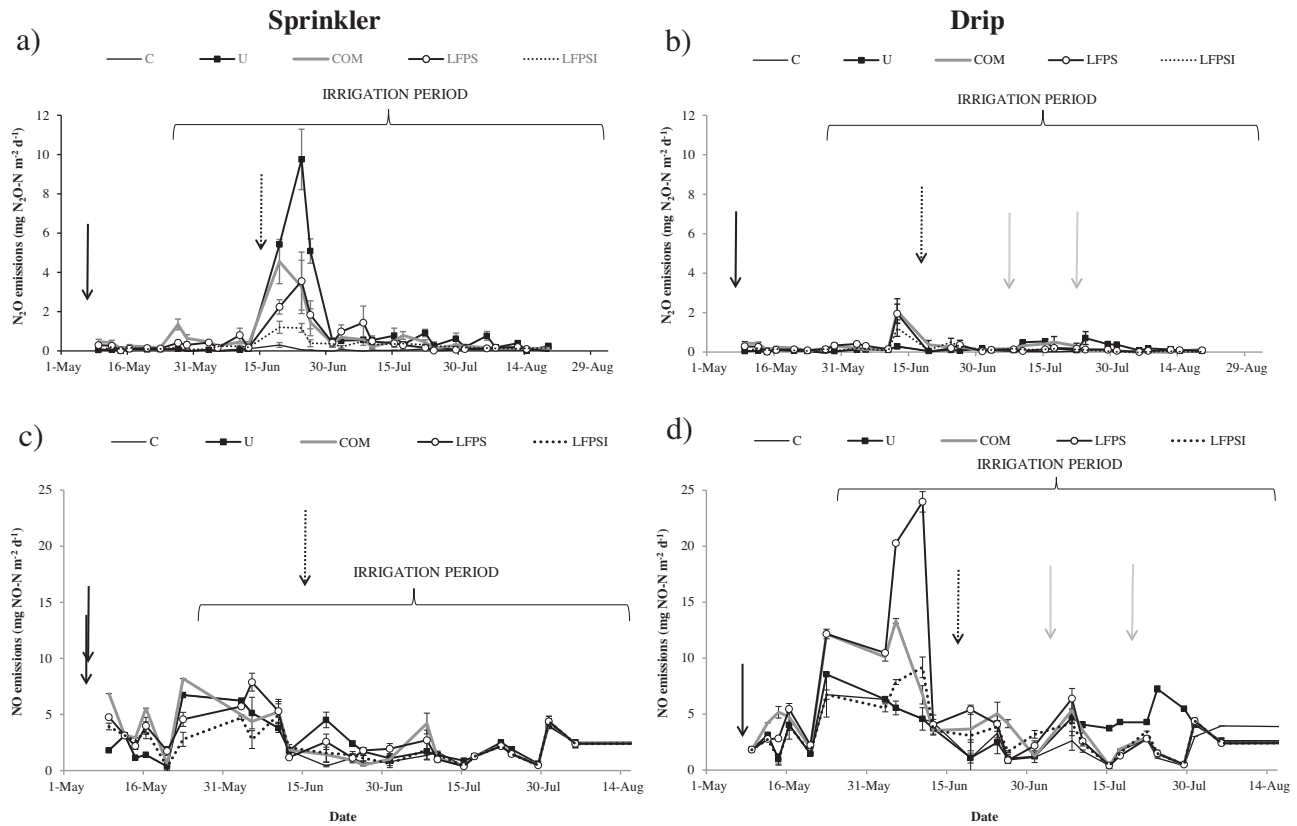 Sprinkler Drip
a)
C U COM LFPS LFPSI
IRRIGATION PERIOD
N₂O emissions (mg N₂O-N m⁻² d⁻¹)
12
10
8
6
4
2
0
1-May 16-May 31-May 15-Jun 30-Jun 15-Jul 30-Jul 14-Aug 29-Aug
b)
C U COM LFPS LFPSI
IRRIGATION PERIOD
N₂O emissions (mg N₂O-N m⁻² d⁻¹)
12
10
8
6
4
2
0
1-May 16-May 31-May 15-Jun 30-Jun 15-Jul 30-Jul 14-Aug 29-Aug
c)
C U COM LFPS LFPSI
IRRIGATION PERIOD
NO emissions (mg NO-N m⁻² d⁻¹)
25
20
15
10
5
0
1-May 16-May 31-May 15-Jun 30-Jun 15-Jul 30-Jul 14-Aug
Date
d)
C U COM LFPS LFPSI
IRRIGATION PERIOD
NO emissions (mg NO-N m⁻² d⁻¹)
25
20
15
10
5
0
1-May 16-May 31-May 15-Jun 30-Jun 15-Jul 30-Jul 14-Aug
Date